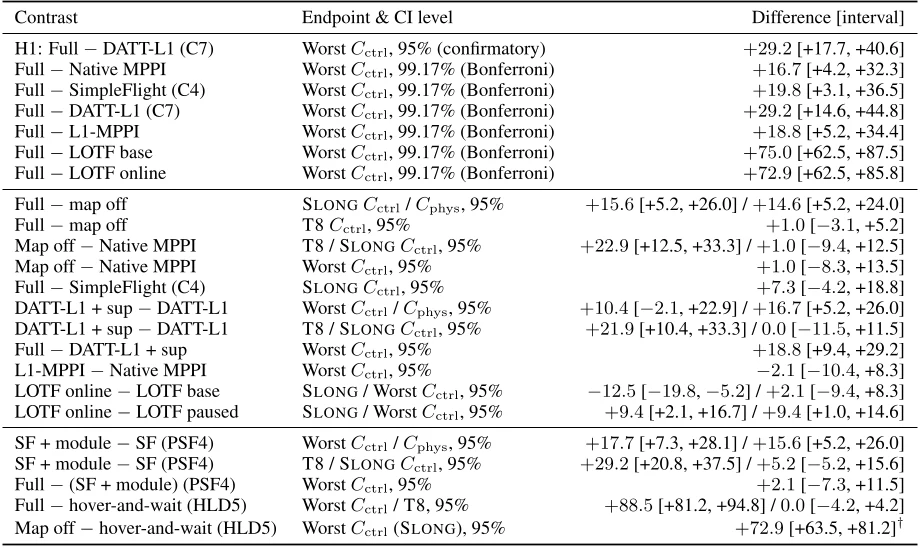 Contrast Endpoint & CI level Difference [interval]
H1: Full − DATT-L1 (C7) Worst C_ctrl, 95% (confirmatory) +29.2 [+17.7, +40.6]
Full − Native MPPI Worst C_ctrl, 99.17% (Bonferroni) +16.7 [+4.2, +32.3]
Full − SimpleFlight (C4) Worst C_ctrl, 99.17% (Bonferroni) +19.8 [+3.1, +36.5]
Full − DATT-L1 (C7) Worst C_ctrl, 99.17% (Bonferroni) +29.2 [+14.6, +44.8]
Full − L1-MPPI Worst C_ctrl, 99.17% (Bonferroni) +18.8 [+5.2, +34.4]
Full − LOTF base Worst C_ctrl, 99.17% (Bonferroni) +75.0 [+62.5, +87.5]
Full − LOTF online Worst C_ctrl, 99.17% (Bonferroni) +72.9 [+62.5, +85.8]
Full − map off SLONG C_ctrl / C_phys, 95% +15.6 [+5.2, +26.0] / +14.6 [+5.2, +24.0]
Full − map off T8 C_ctrl, 95% +1.0 [−3.1, +5.2]
Map off − Native MPPI T8 / SLONG C_ctrl, 95% +22.9 [+12.5, +33.3] / +1.0 [−9.4, +12.5]
Map off − Native MPPI Worst C_ctrl, 95% +1.0 [−8.3, +13.5]
Full − SimpleFlight (C4) SLONG C_ctrl, 95% +7.3 [−4.2, +18.8]
DATT-L1 + sup − DATT-L1 Worst C_ctrl / C_phys, 95% +10.4 [−2.1, +22.9] / +16.7 [+5.2, +26.0]
DATT-L1 + sup − DATT-L1 T8 / SLONG C_ctrl, 95% +21.9 [+10.4, +33.3] / 0.0 [−11.5, +11.5]
Full − DATT-L1 + sup Worst C_ctrl, 95% +18.8 [+9.4, +29.2]
L1-MPPI − Native MPPI Worst C_ctrl, 95% −2.1 [−10.4, +8.3]
LOTF online − LOTF base SLONG / Worst C_ctrl, 95% −12.5 [−19.8, −5.2] / +2.1 [−9.4, +8.3]
LOTF online − LOTF paused SLONG / Worst C_ctrl, 95% +9.4 [+2.1, +16.7] / +9.4 [+1.0, +14.6]
SF + module − SF (PSF4) Worst C_ctrl / C_phys, 95% +17.7 [+7.3, +28.1] / +15.6 [+5.2, +26.0]
SF + module − SF (PSF4) T8 / SLONG C_ctrl, 95% +29.2 [+20.8, +37.5] / +5.2 [−5.2, +15.6]
Full − (SF + module) (PSF4) Worst C_ctrl, 95% +2.1 [−7.3, +11.5]
Full − hover-and-wait (HLD5) Worst C_ctrl / T8, 95% +88.5 [+81.2, +94.8] / 0.0 [−4.2, +4.2]
Map off − hover-and-wait (HLD5) Worst C_ctrl (SLONG), 95% +72.9 [+63.5, +81.2]†